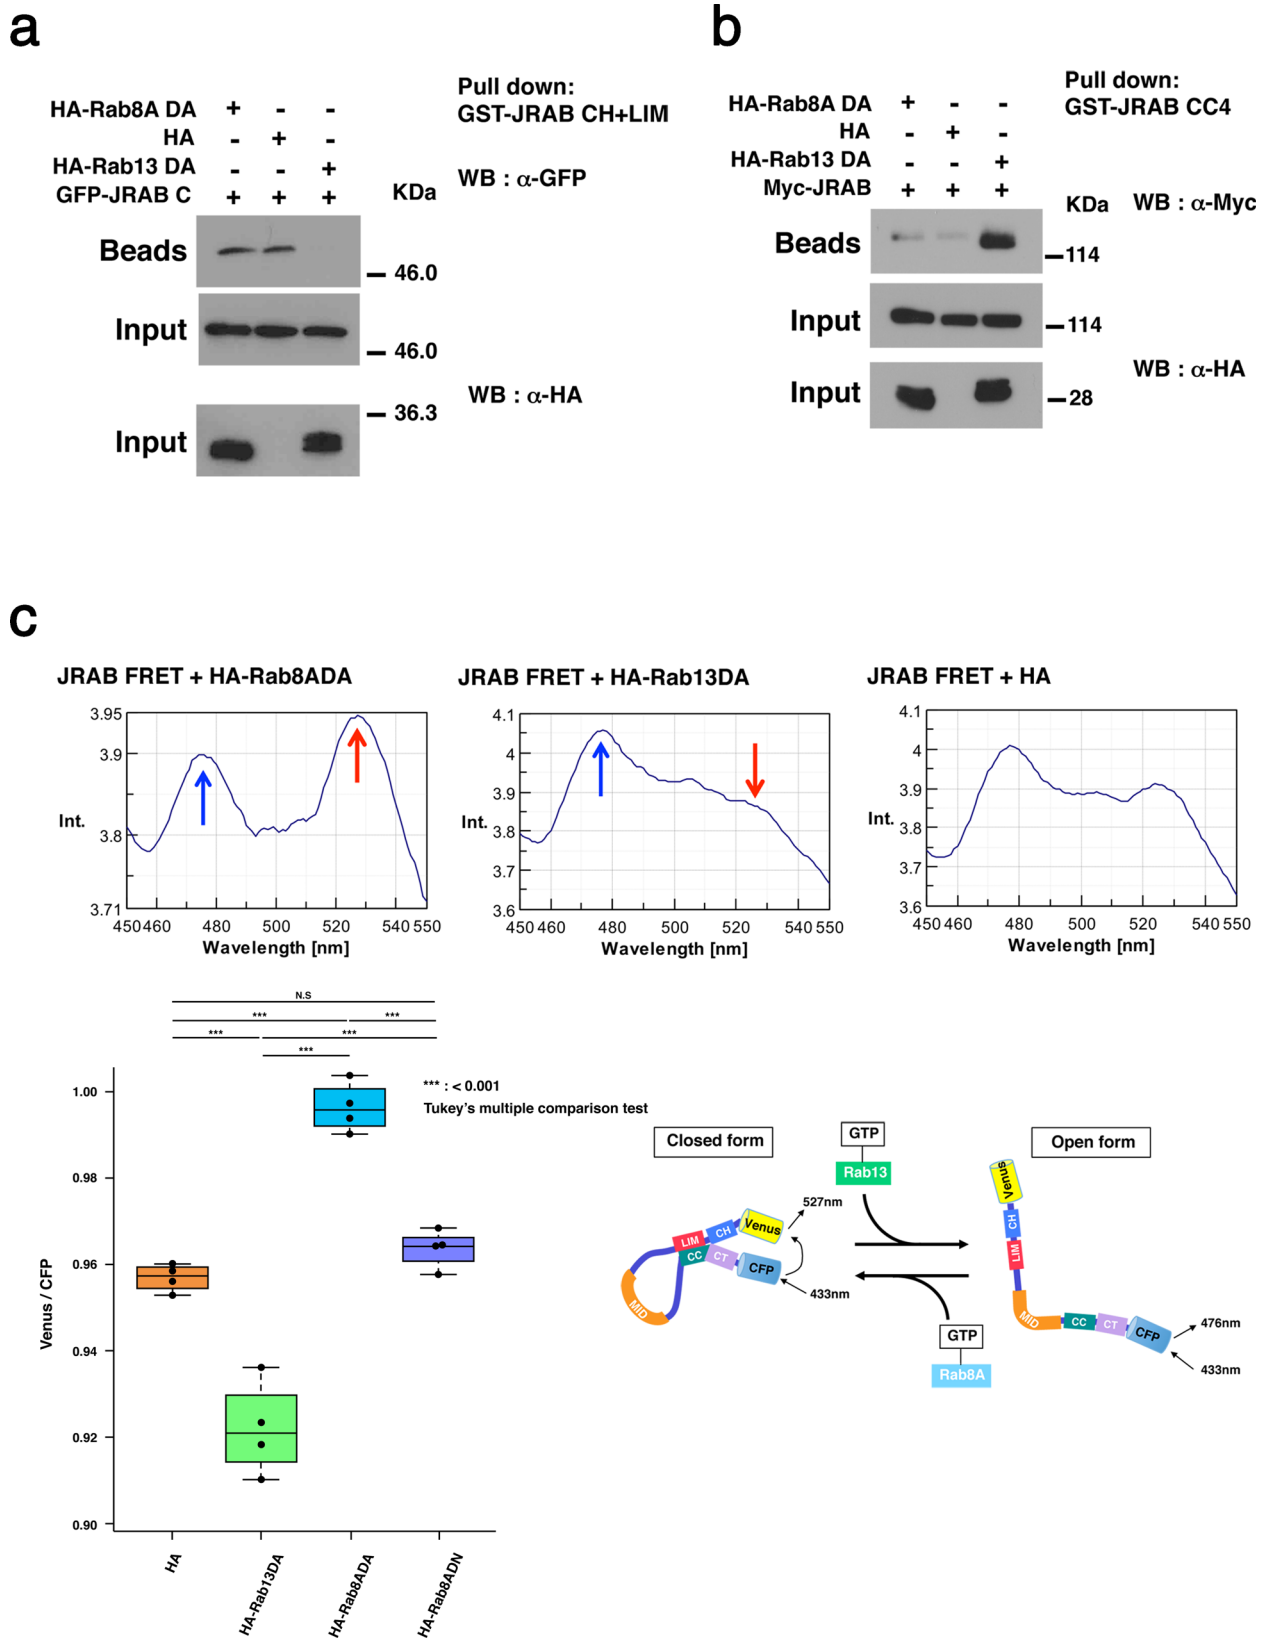 a
Pull down:
GST-JRAB CH+LIM
HA-Rab8A DA + - -
HA - + -
HA-Rab13 DA - - +
GFP-JRAB C + + +
KDa
WB : α-GFP
Beads
46.0
Input
46.0
WB : α-HA
36.3
Input
b
Pull down:
GST-JRAB CC4
HA-Rab8A DA + - -
HA - + -
HA-Rab13 DA - - +
Myc-JRAB + + +
KDa
WB : α-Myc
Beads
114
Input
114
WB : α-HA
Input
28
c
JRAB FRET + HA-Rab8ADA
3.95
3.9
Int.
3.8
3.71
450 460 480 500 520 540 550
Wavelength [nm]
JRAB FRET + HA-Rab13DA
4.1
4
3.9
Int.
3.8
3.7
3.6
450 460 480 500 520 540 550
Wavelength [nm]
JRAB FRET + HA
4.1
4
3.9
Int.
3.8
3.7
3.6
450 460 480 500 520 540 550
Wavelength [nm]
N.S
*** ***
*** ***
***
*** : < 0.001
Tukey's multiple comparison test
Venus / CFP
1.00
0.98
0.96
0.94
0.92
0.90
HA
HA-Rab13DA
HA-Rab8ADA
HA-Rab8ADN
Closed form
GTP
Rab13
Open form
527nm
Venus
CH
LIM
CC
CT
CFP
MID
433nm
GTP
Rab8A
Venus
CH
LIM
MID
CC
CT
CFP
476nm
433nm